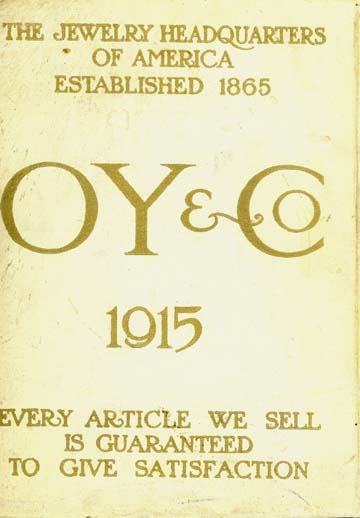 THE JEWELRY HEADQUARTERS
OF AMERICA
ESTABLISHED 1865
OY & Co
1915
EVERY ARTICLE WE SELL
IS GUARANTEED
TO GIVE SATISFACTION